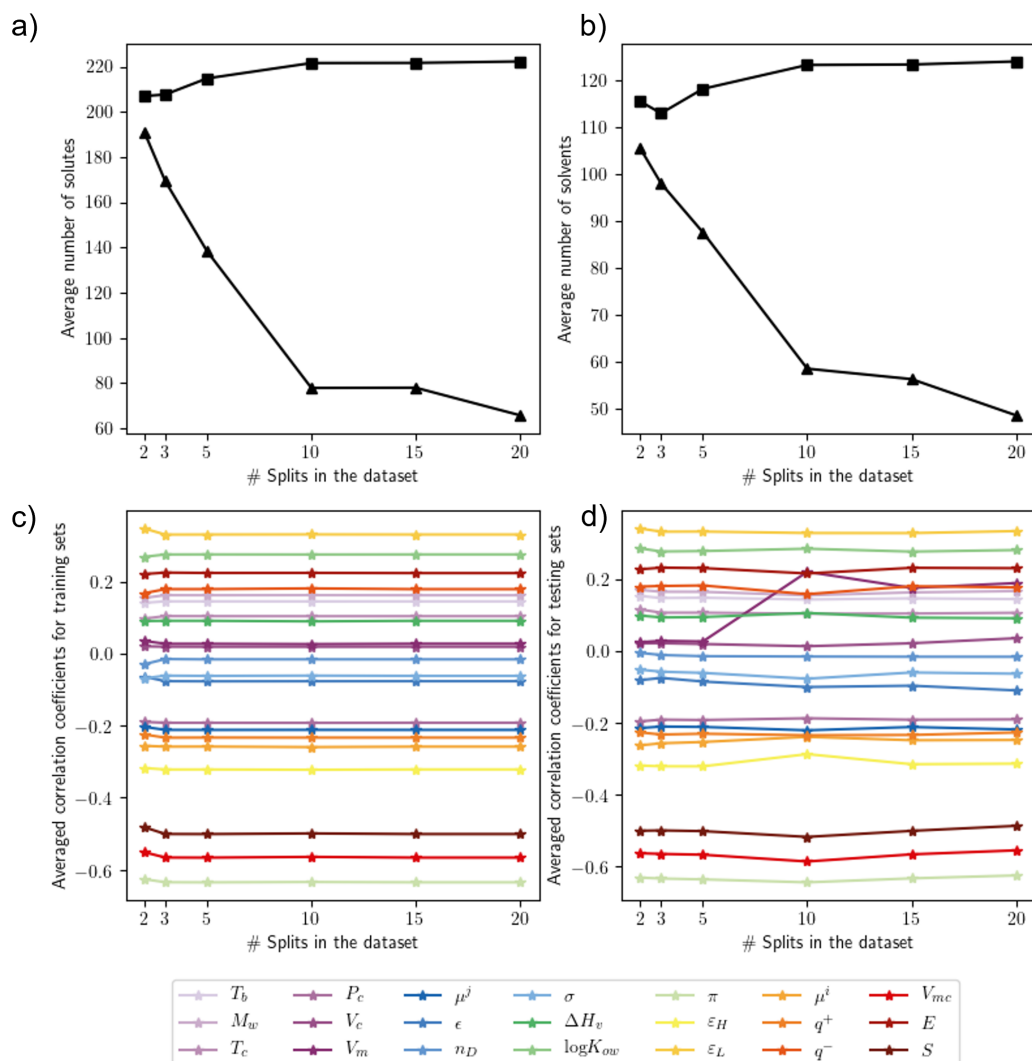 a)
b)
220
200
180
160
140
120
100
80
60
Average number of solutes
2 3 5 10 15 20
# Splits in the dataset
120
110
100
90
80
70
60
50
Average number of solvents
2 3 5 10 15 20
# Splits in the dataset
c)
d)
0.2
0.0
−0.2
−0.4
−0.6
Averaged correlation coefficients for training sets
2 3 5 10 15 20
# Splits in the dataset
0.2
0.0
−0.2
−0.4
−0.6
Averaged correlation coefficients for testing sets
2 3 5 10 15 20
# Splits in the dataset
T_b P_c μ^j σ π μ^i V_{mc}
M_w V_c ϵ ΔH_v ε_H q^+ E
T_c V_m n_D logK_{ow} ε_L q^− S